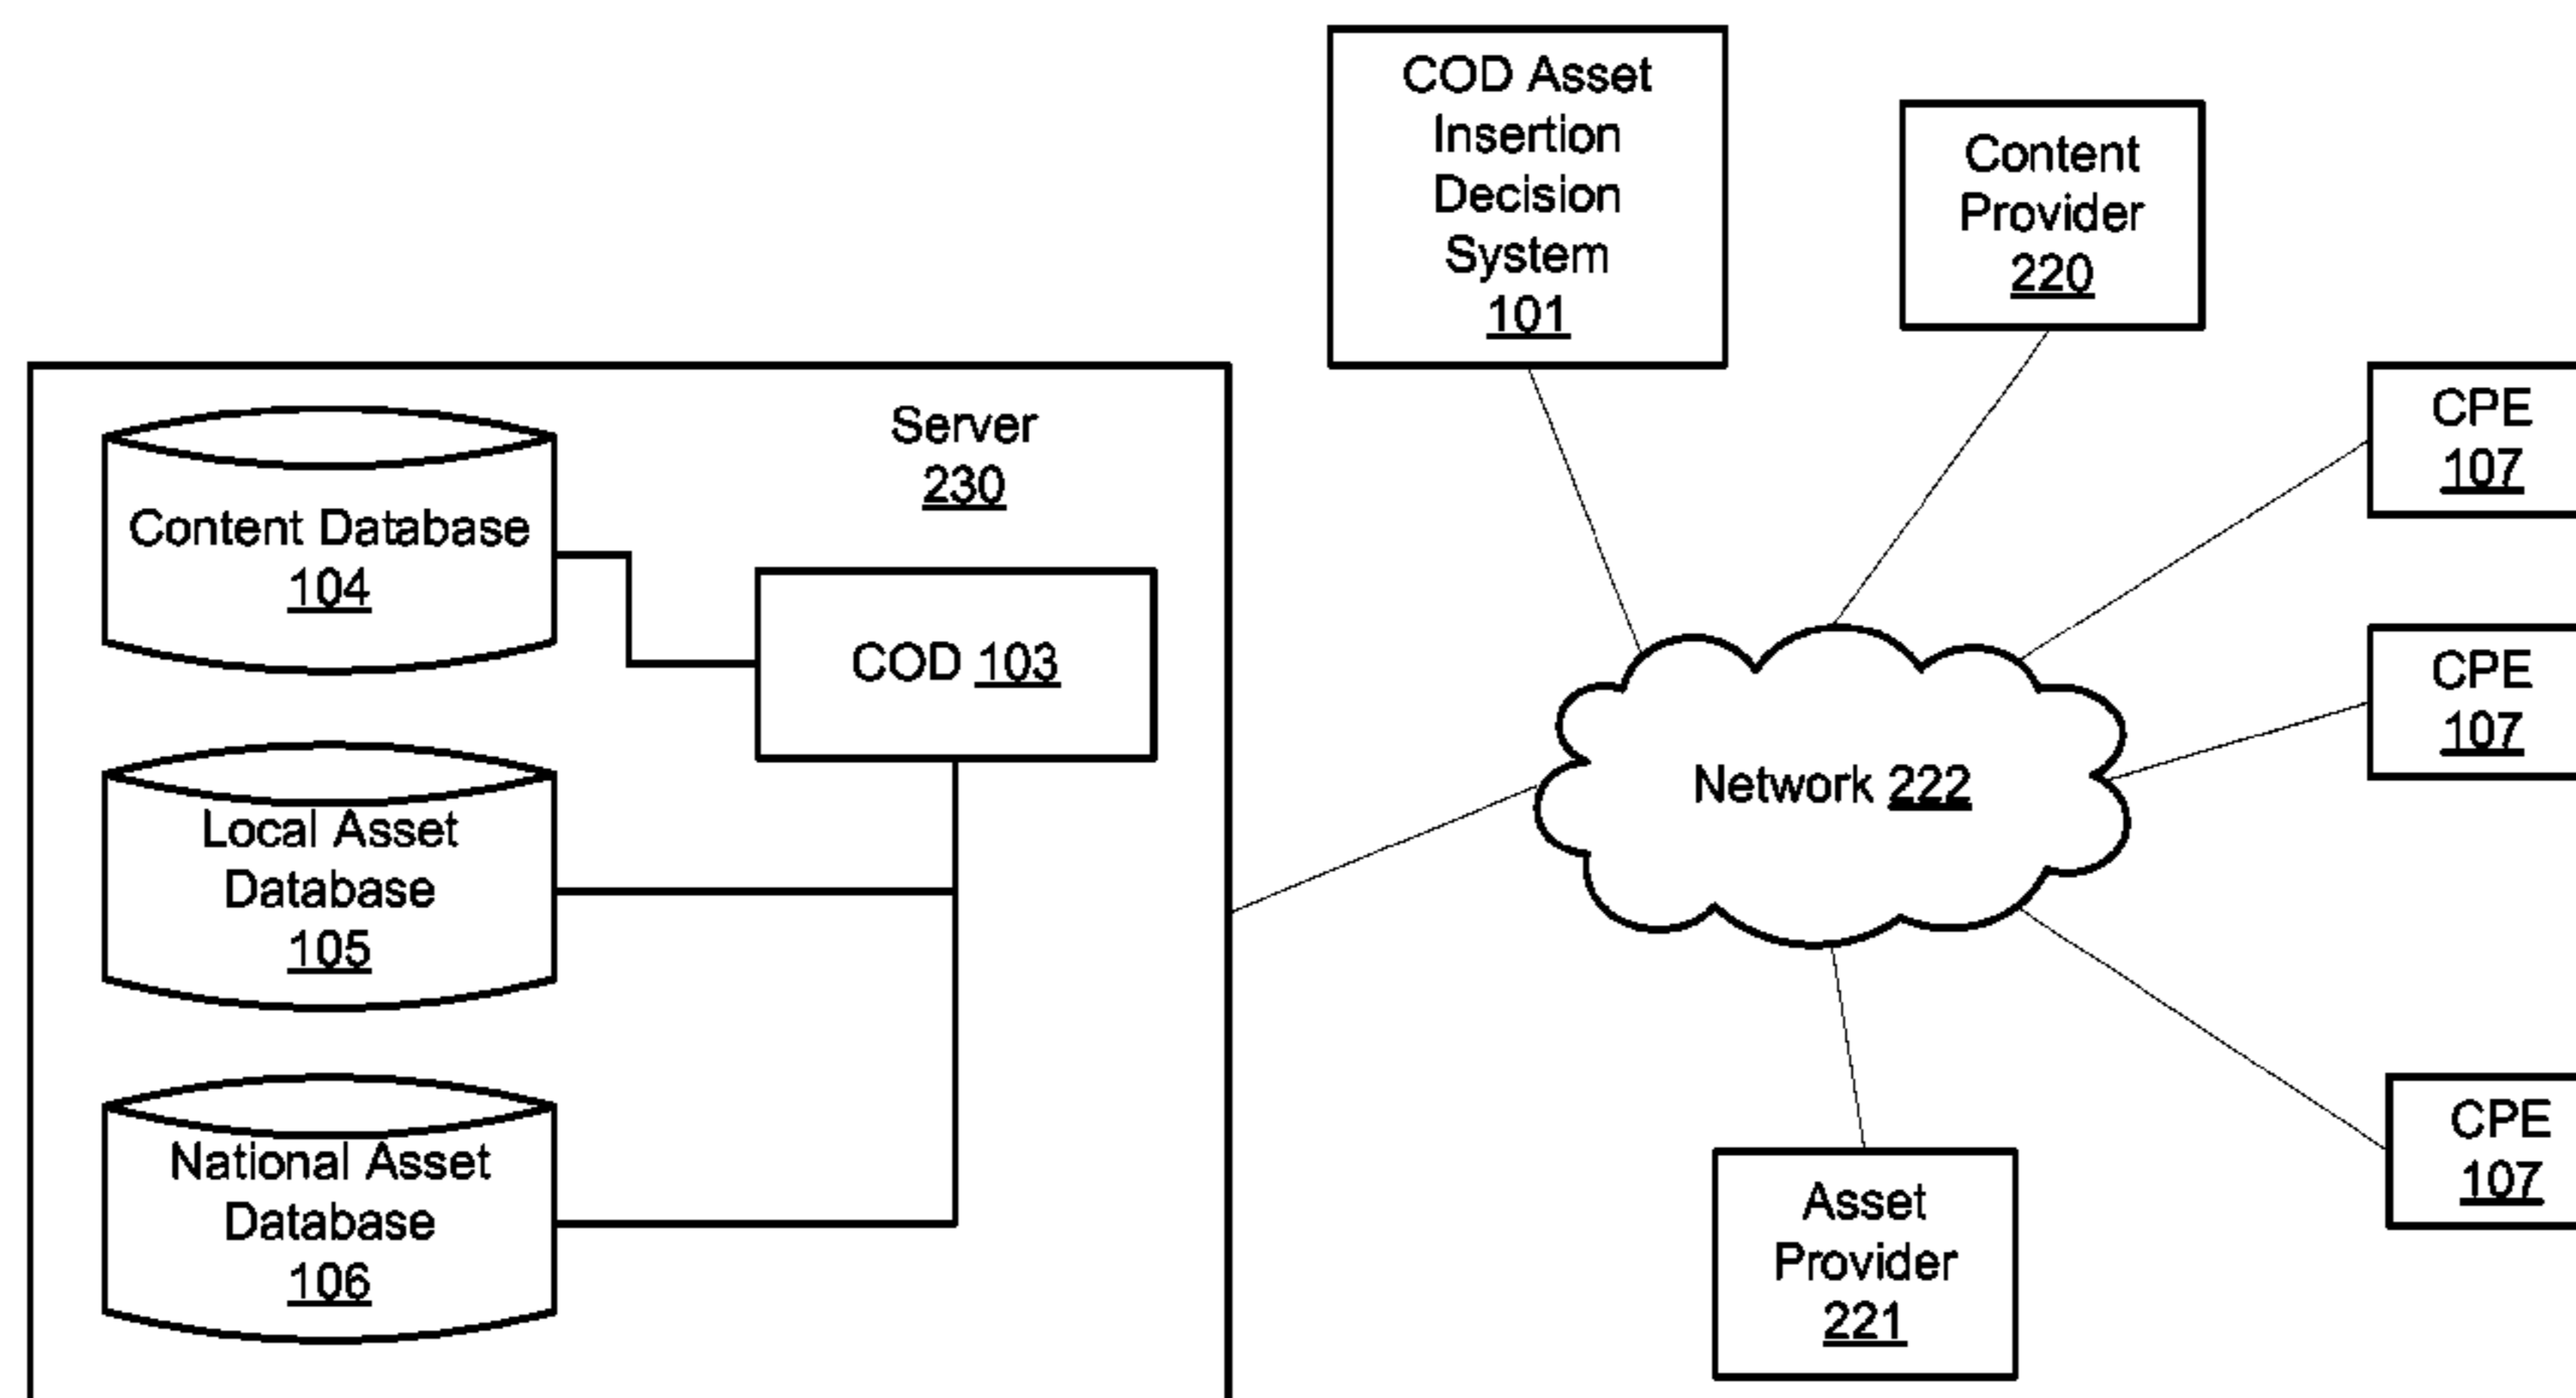 COD Asset
Insertion
Decision
System
101
Content
Provider
220
CPE
107
Server
230
Content Database
104
COD 103
CPE
107
Network 222
Local Asset
Database
105
CPE
107
National Asset
Database
106
Asset
Provider
221